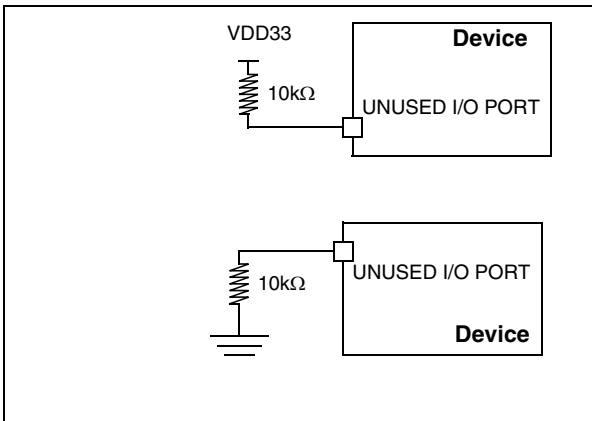 VDD33
Device
10kΩ
UNUSED I/O PORT
UNUSED I/O PORT
10kΩ
Device